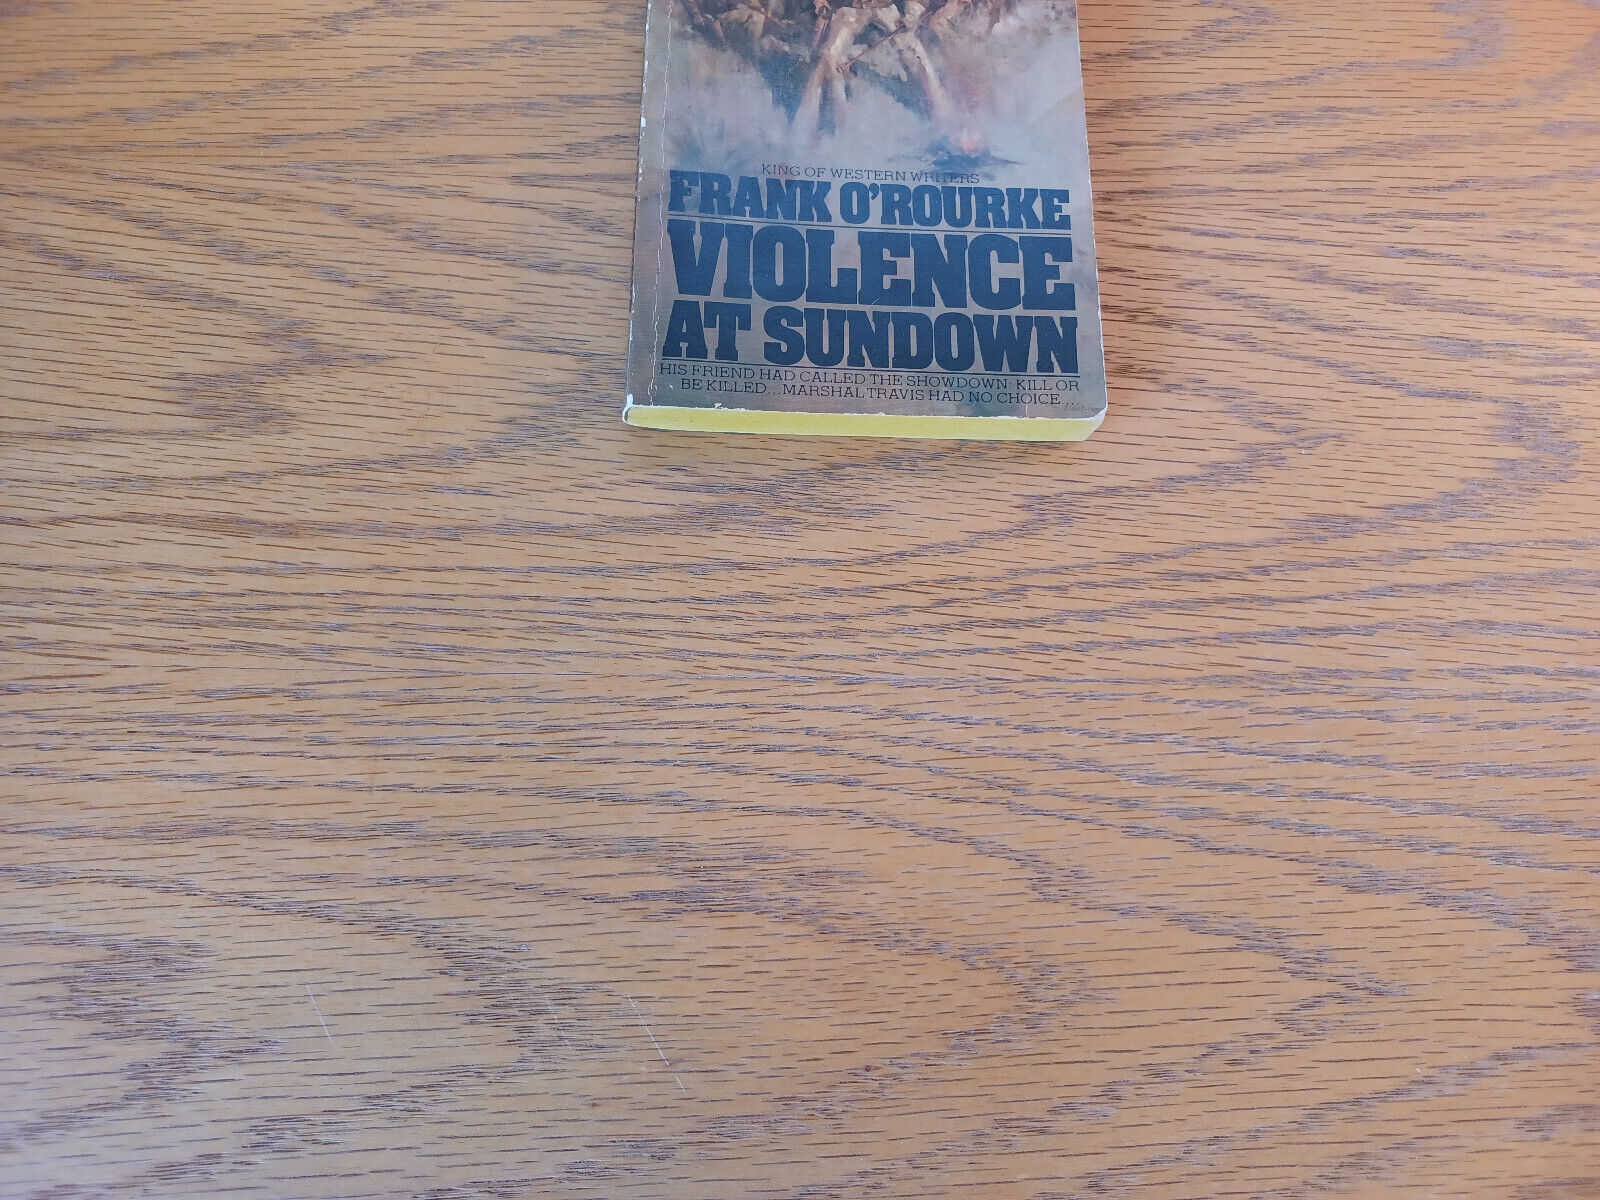 KING OF WESTERN WRITERS
FRANK O'ROURKE
VIOLENCE
AT SUNDOWN
HIS FRIEND HAD CALLED THE SHOWDOWN: KILL OR
BE KILLED...MARSHAL TRAVIS HAD NO CHOICE...